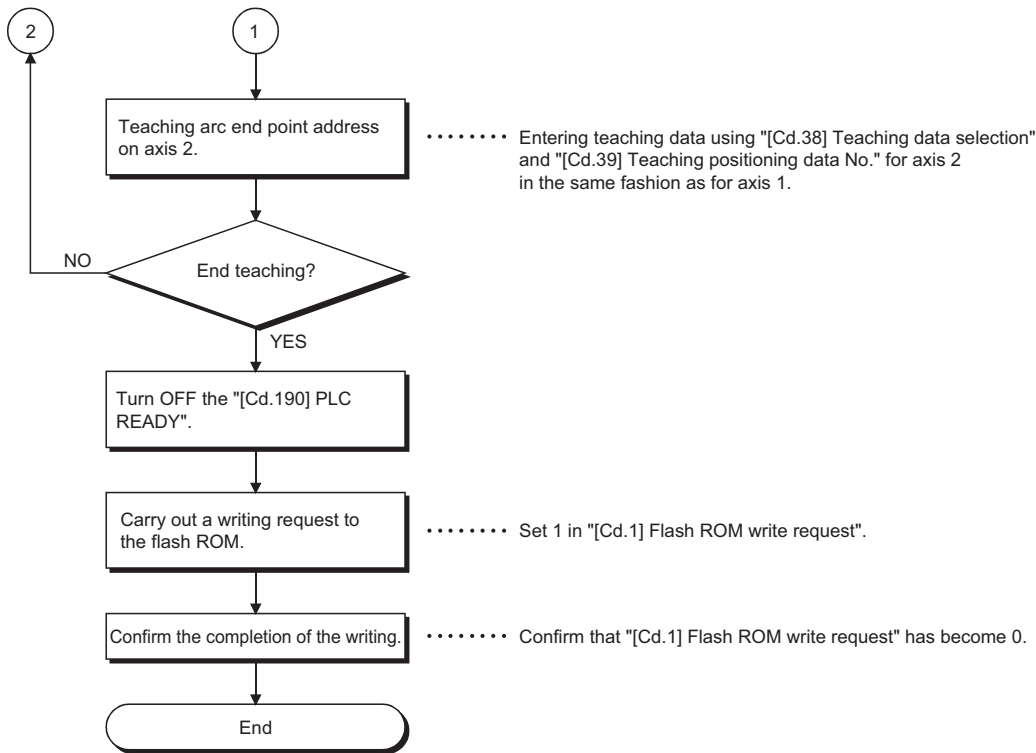 2
1
Teaching arc end point address
on axis 2.
Entering teaching data using "[Cd.38] Teaching data selection"
and "[Cd.39] Teaching positioning data No." for axis 2
in the same fashion as for axis 1.
NO
End teaching?
YES
Turn OFF the "[Cd.190] PLC
READY".
Carry out a writing request to
the flash ROM.
Set 1 in "[Cd.1] Flash ROM write request".
Confirm the completion of the writing.
Confirm that "[Cd.1] Flash ROM write request" has become 0.
End